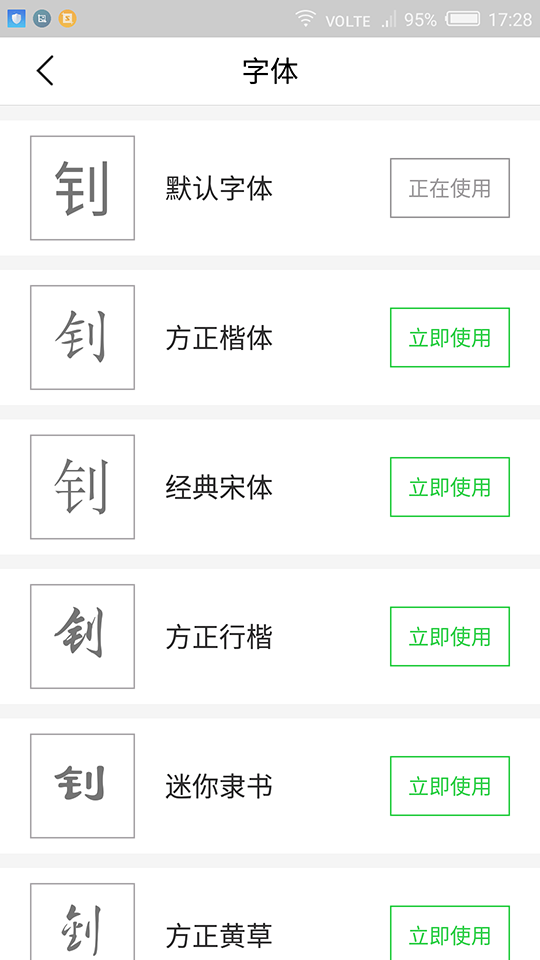 VOLTE 95% 17:28
字体
钊 默认字体 正在使用
钊 方正楷体 立即使用
钊 经典宋体 立即使用
钊 方正行楷 立即使用
钊 迷你隶书 立即使用
钊 方正黄草 立即使用